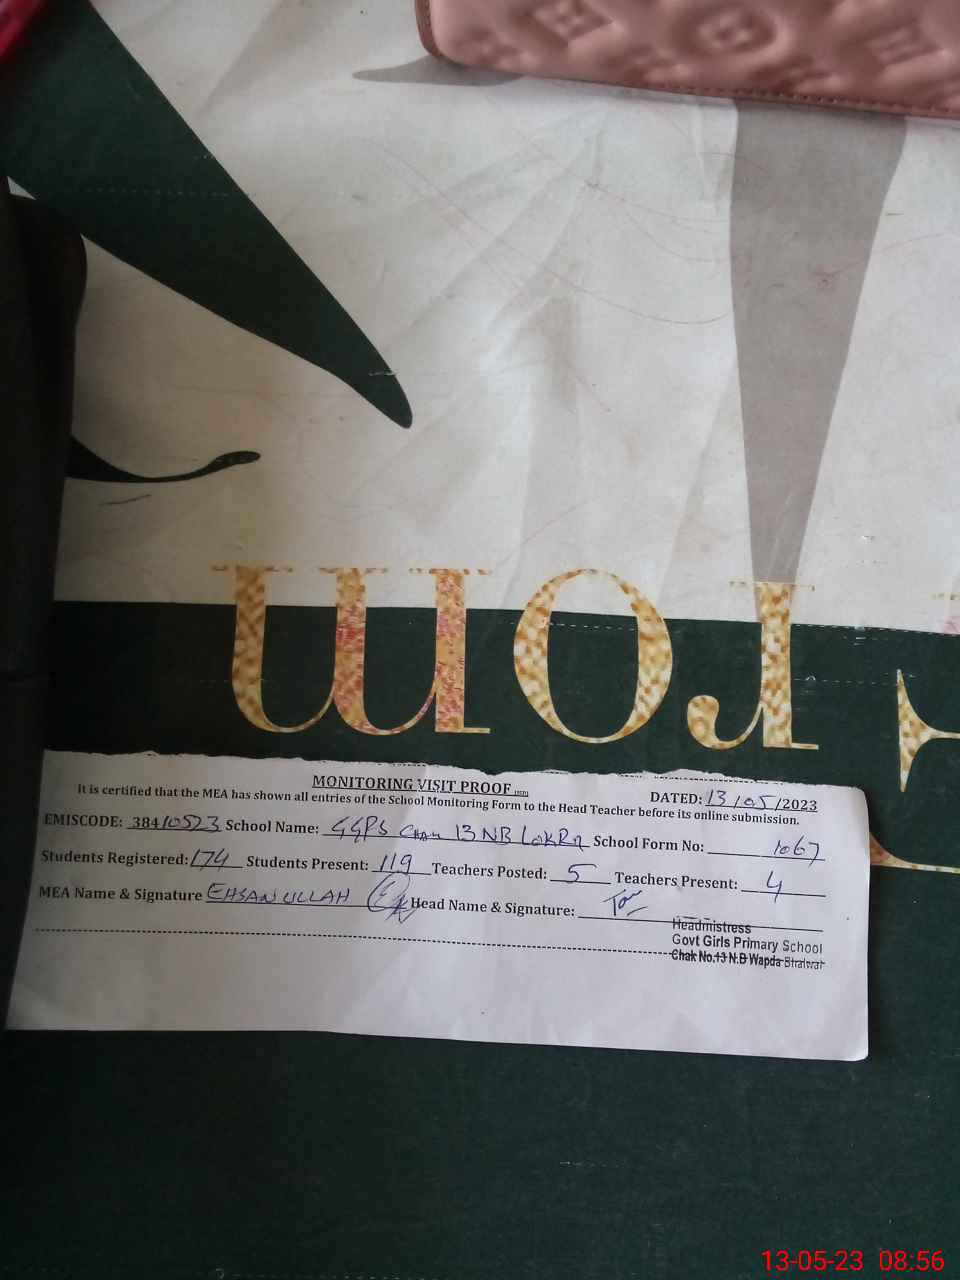 mori
MONITORING VISIT PROOF
DATED: 13/05/2023
It is certified that the MEA has shown all entries of the School Monitoring Form to the Head Teacher before its online submission.
EMISCODE: 38410523 School Name: GGPS Chak 13 NB LOKRI School Form No: 1067
Students Registered: 174 Students Present: 119 Teachers Posted: 5 Teachers Present: 4
MEA Name & Signature EHSAN ULLAH Head Name & Signature:
Headmistress
Govt Girls Primary School
Chak No.13 N.B Wapda Bhalwal
13-05-23 08:56